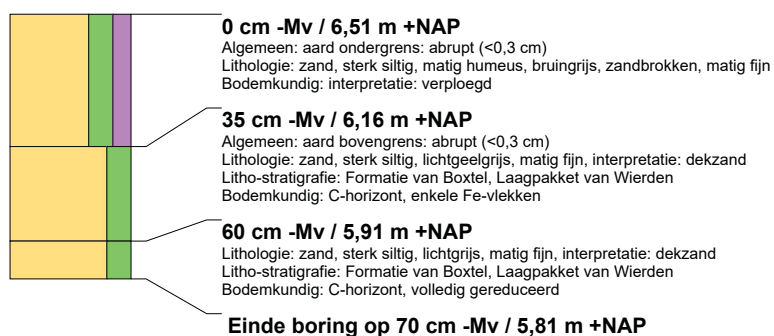 0 cm -Mv / 6,51 m +NAP
Algemeen: aard ondergrens: abrupt (<0,3 cm)
Lithologie: zand, sterk siltig, matig humeus, bruingrijs, zandbrokken, matig fijn
Bodemkundig: interpretatie: verploegd
35 cm -Mv / 6,16 m +NAP
Algemeen: aard bovengrens: abrupt (<0,3 cm)
Lithologie: zand, sterk siltig, lichtgeelgrijs, matig fijn, interpretatie: dekzand
Litho-stratigrafie: Formatie van Boxtel, Laagpakket van Wierden
Bodemkundig: C-horizont, enkele Fe-vlekken
60 cm -Mv / 5,91 m +NAP
Lithologie: zand, sterk siltig, lichtgrijs, matig fijn, interpretatie: dekzand
Litho-stratigrafie: Formatie van Boxtel, Laagpakket van Wierden
Bodemkundig: C-horizont, volledig gereduceerd
Einde boring op 70 cm -Mv / 5,81 m +NAP